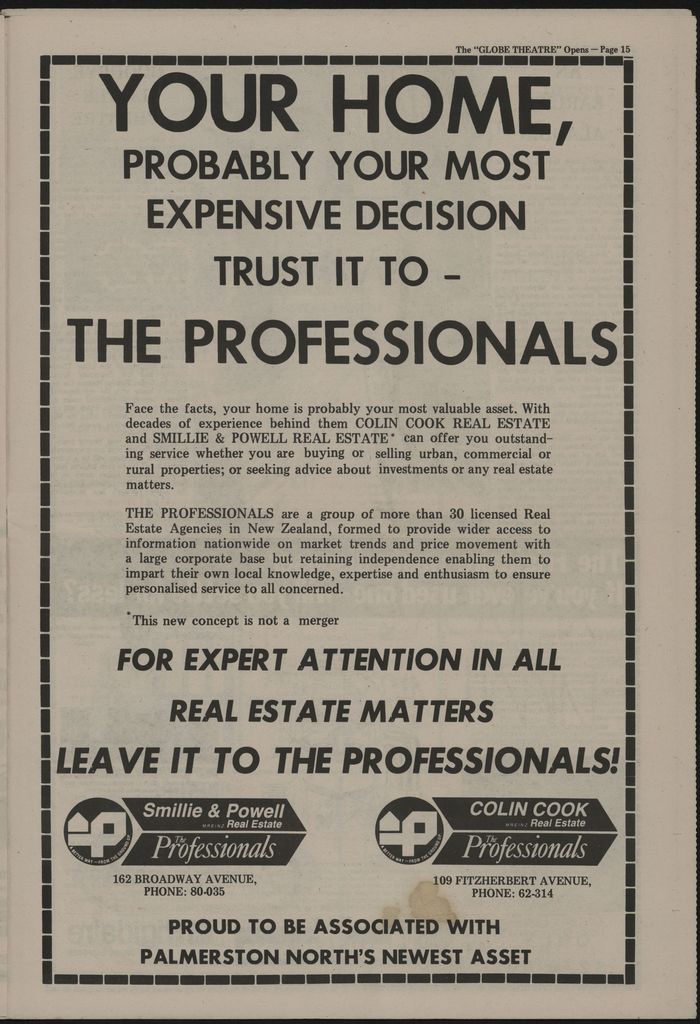 The "GLOBE THEATRE" Opens — Page 15
YOUR HOME,
PROBABLY YOUR MOST
EXPENSIVE DECISION
TRUST IT TO –
THE PROFESSIONALS
Face the facts, your home is probably your most valuable asset. With
decades of experience behind them COLIN COOK REAL ESTATE
and SMILLIE & POWELL REAL ESTATE* can offer you outstand-
ing service whether you are buying or selling urban, commercial or
rural properties; or seeking advice about investments or any real estate
matters.
THE PROFESSIONALS are a group of more than 30 licensed Real
Estate Agencies in New Zealand, formed to provide wider access to
information nationwide on market trends and price movement with
a large corporate base but retaining independence enabling them to
impart their own local knowledge, expertise and enthusiasm to ensure
personalised service to all concerned.
*This new concept is not a merger
FOR EXPERT ATTENTION IN ALL
REAL ESTATE MATTERS
LEAVE IT TO THE PROFESSIONALS!
Smillie & Powell
MREINZ Real Estate
The Professionals
162 BROADWAY AVENUE,
PHONE: 80-035
COLIN COOK
MREINZ Real Estate
The Professionals
109 FITZHERBERT AVENUE,
PHONE: 62-314
PROUD TO BE ASSOCIATED WITH
PALMERSTON NORTH'S NEWEST ASSET